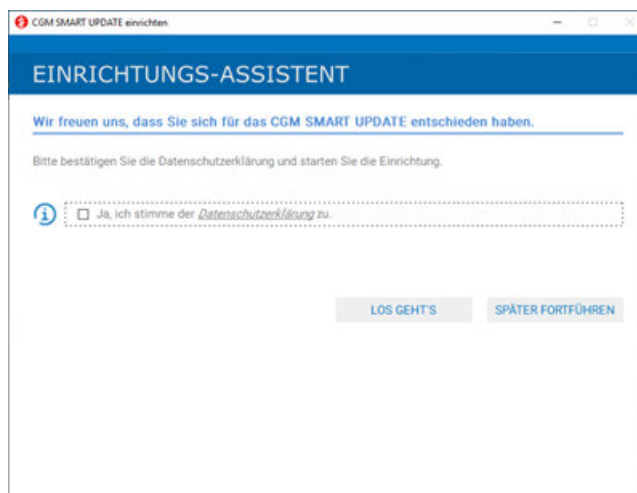 CGM SMART UPDATE einrichten
EINRICHTUNGS-ASSISTENT
Wir freuen uns, dass Sie sich für das CGM SMART UPDATE entschieden haben.
Bitte bestätigen Sie die Datenschutzerklärung und starten Sie die Einrichtung.
Ja, ich stimme der Datenschutzerklärung zu.
LOS GEHT'S SPÄTER FORTFÜHREN